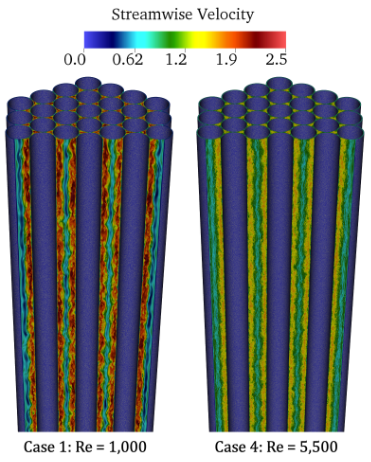 Streamwise Velocity
0.0 0.62 1.2 1.9 2.5
Case 1: Re = 1,000
Case 4: Re = 5,500